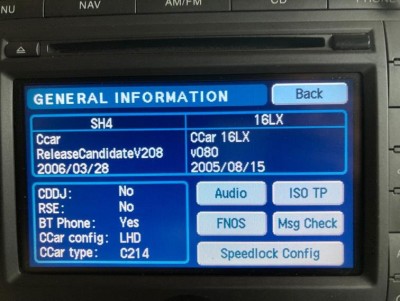 NU NAV AM/FM CD PHONE
GENERAL INFORMATION Back
SH4 16LX
Ccar CCar 16LX
ReleaseCandidateV208 v080
2006/03/28 2005/08/15
CDDJ: No
RSE: No
BT Phone: Yes
CCar config: LHD
CCar type: C214
Audio ISO TP
FNOS Msg Check
Speedlock Config